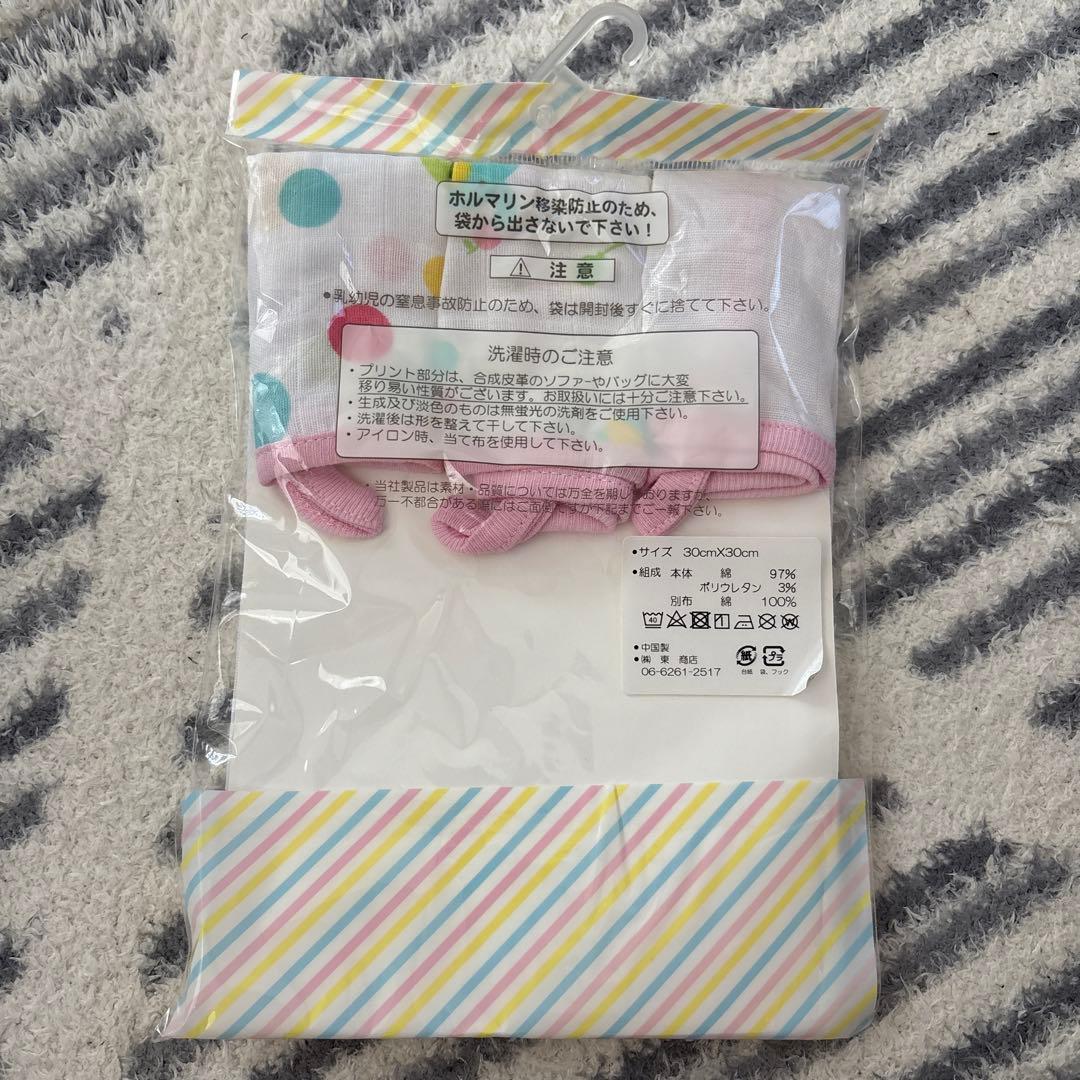 ホルマリン移染防止のため、
袋から出さないで下さい!
注意
•乳幼児の窒息事故防止のため、袋は開封後すぐに捨てて下さい。
洗濯時のご注意
・プリント部分は、合成皮革のソファーやバッグに大変
移り易い性質がございます。お取扱いには十分ご注意下さい。
・生成及び淡色のものは無蛍光の洗剤をご使用下さい。
・洗濯後は形を整えて干して下さい。
・アイロン時、当て布を使用して下さい。
・当社製品は素材・品質については万全を期しておりますが、
万一不都合がある際にはご面倒ですが下記までご一報下さい。
•サイズ 30cmX30cm
•組成 本体 綿 97%
ポリウレタン 3%
別布 綿 100%
40
•中国製
•㈱ 東 商店
06-6261-2517
紙 プラ
台紙 袋、フック